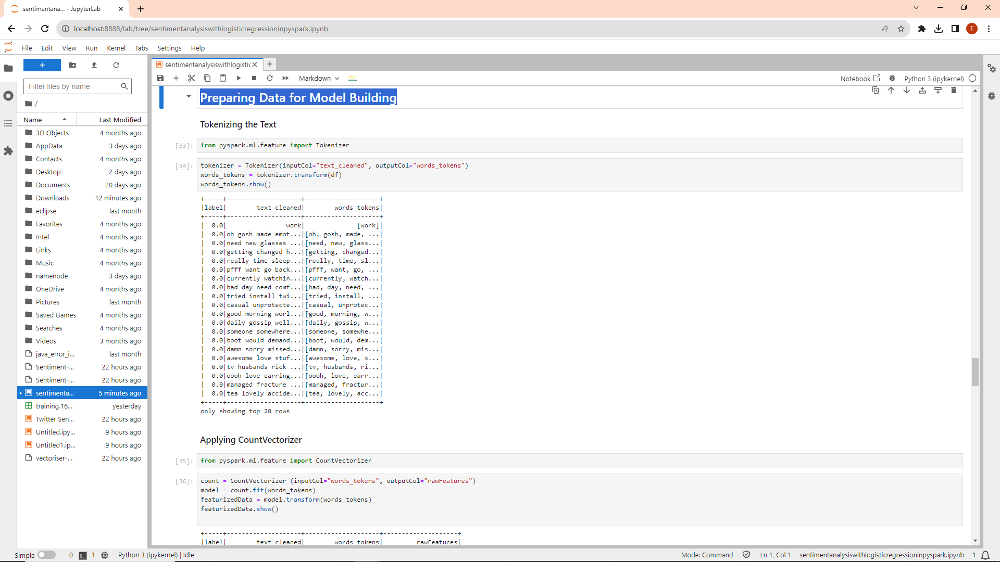 sentimentana... - JupyterLab
localhost:8888/lab/tree/sentimentanalysiswithlogisticregressioninpyspark.ipynb
T
File Edit View Run Kernel Tabs Settings Help
sentimentanalysiswithlogistic
Filter files by name
Markdown
Notebook
Python 3 (ipykernel)
/
Name Last Modified
3D Objects 4 months ago
AppData 3 days ago
Contacts 4 months ago
Desktop 2 days ago
Documents 20 days ago
Downloads 12 minutes ago
eclipse last month
Favorites 4 months ago
Intel 4 months ago
Links 4 months ago
Music 4 months ago
namenode 3 days ago
OneDrive 4 months ago
Pictures last month
Saved Games 4 months ago
Searches 4 months ago
Videos 3 months ago
java_error_i... last month
Sentiment-... 22 hours ago
Sentiment-... 22 hours ago
sentimenta... 5 minutes ago
training.16... yesterday
Twitter Sen... 22 hours ago
Untitled.ipy... 9 hours ago
Untitled1.ip... 9 hours ago
vectoriser-... 22 hours ago
Preparing Data for Model Building
Tokenizing the Text
[33]: from pyspark.ml.feature import Tokenizer
[34]: tokenizer = Tokenizer(inputCol="text_cleaned", outputCol="words_tokens")
words_tokens = tokenizer.transform(df)
words_tokens.show()
+-----+--------------------+--------------------+
|label|        text_cleaned|        words_tokens|
+-----+--------------------+--------------------+
|  0.0|                work|              [work]|
|  0.0|oh gosh made emot...|[oh, gosh, made, ...|
|  0.0|need new glasses ...|[need, new, glass...|
|  0.0|getting changed h...|[getting, changed...|
|  0.0|really time sleep...|[really, time, sl...|
|  0.0|pfff want go back...|[pfff, want, go, ...|
|  0.0|currently watchin...|[currently, watch...|
|  0.0|bad day need comf...|[bad, day, need, ...|
|  0.0|tried install twi...|[tried, install, ...|
|  0.0|casual unprotecte...|[casual, unprotec...|
|  0.0|good morning worl...|[good, morning, w...|
|  0.0|daily gossip well...|[daily, gossip, w...|
|  0.0|someone somewhere...|[someone, somewhe...|
|  0.0|boot would demand...|[boot, would, dem...|
|  0.0|damn sorry missed...|[damn, sorry, mis...|
|  0.0|awesome love stuf...|[awesome, love, s...|
|  0.0|tv husbands rick ...|[tv, husbands, ri...|
|  0.0|oooh love earring...|[oooh, love, earr...|
|  0.0|managed fracture ...|[managed, fractur...|
|  0.0|tea lovely accide...|[tea, lovely, acc...|
+-----+--------------------+--------------------+
only showing top 20 rows
Applying CountVectorizer
[35]: from pyspark.ml.feature import CountVectorizer
[36]: count = CountVectorizer (inputCol="words_tokens", outputCol="rawFeatures")
model = count.fit(words_tokens)
featurizedData = model.transform(words_tokens)
featurizedData.show()
+-----+--------------------+--------------------+--------------------+
|label|        text_cleaned|        words_tokens|         rawFeatures|
Simple 0 1 Python 3 (ipykernel) | Idle Mode: Command Ln 1, Col 1 sentimentanalysiswithlogisticregressioninpyspark.ipynb 1